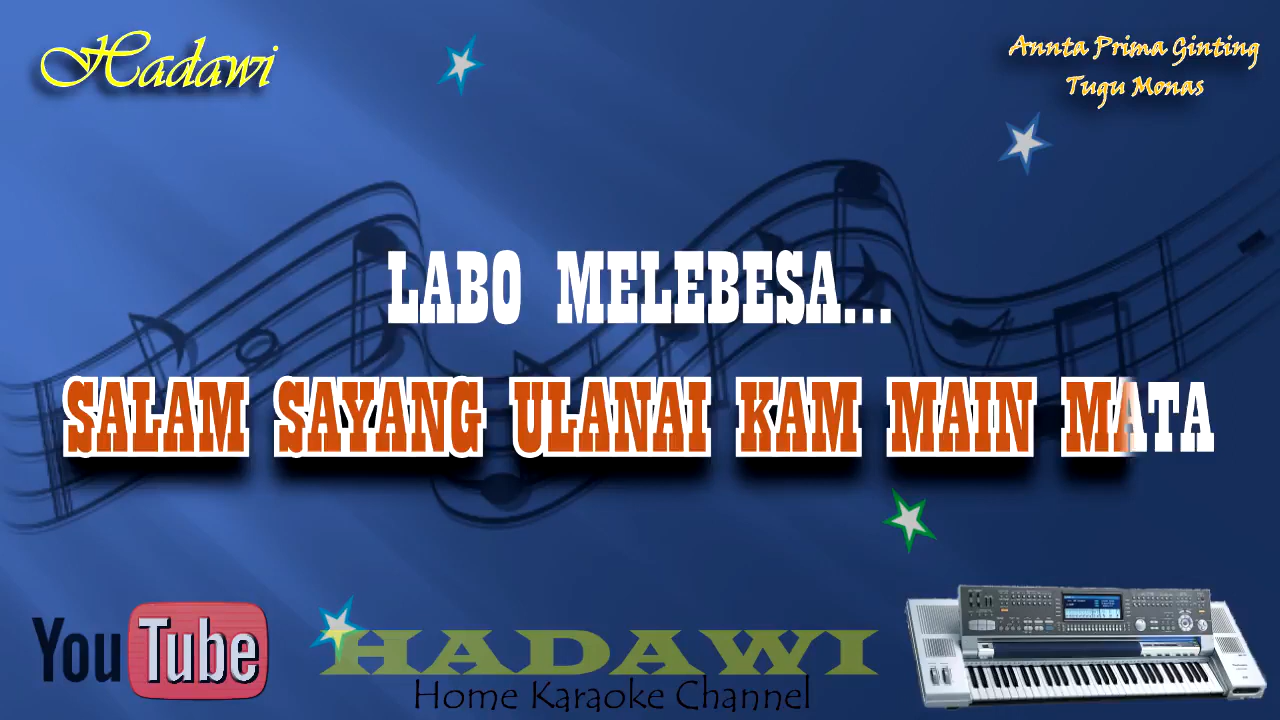 Hadawi
Annta Prima Ginting
Tugu Monas
LABO MELEBESA...
SALAM SAYANG ULANAI KAM MAIN MATA
YouTube
HADAWI
Home Karaoke Channel